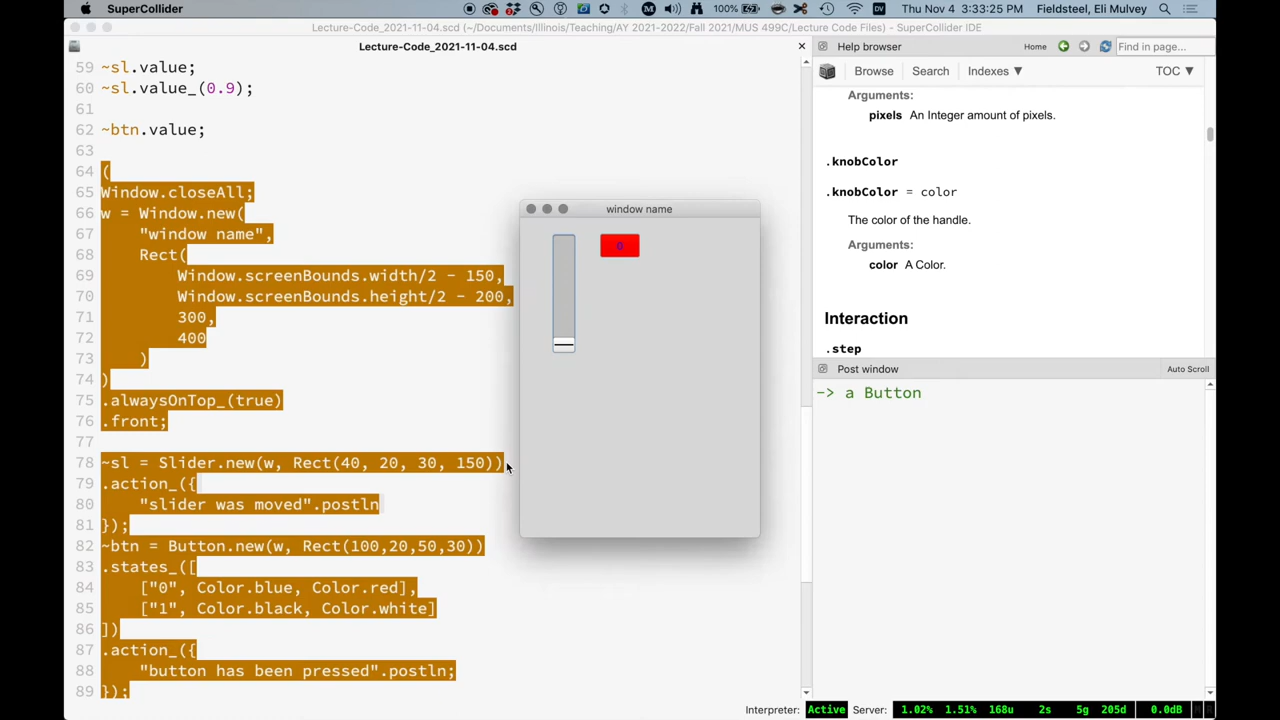 SuperCollider
100%
Thu Nov 4 3:33:25 PM
Fieldsteel, Eli Mulvey
Lecture-Code_2021-11-04.scd (~/Documents/Illinois/Teaching/AY 2021-2022/Fall 2021/MUS 499C/Lecture Code Files) - SuperCollider IDE
Lecture-Code_2021-11-04.scd
59 ~sl.value;
60 ~sl.value_(0.9);
61
62 ~btn.value;
63
64 (
65 Window.closeAll;
66 w = Window.new(
67 "window name",
68 Rect(
69 Window.screenBounds.width/2 - 150,
70 Window.screenBounds.height/2 - 200,
71 300,
72 400
73 )
74 )
75 .alwaysOnTop_(true)
76 .front;
77
78 ~sl = Slider.new(w, Rect(40, 20, 30, 150))
79 .action_({
80 "slider was moved".postln
81 });
82 ~btn = Button.new(w, Rect(100,20,50,30))
83 .states_([
84 ["0", Color.blue, Color.red],
85 ["1", Color.black, Color.white]
86 ])
87 .action_({
88 "button has been pressed".postln;
89 });
window name
0
Help browser
Home
Find in page...
Browse Search Indexes ▼ TOC ▼
Arguments:
pixels An Integer amount of pixels.
.knobColor
.knobColor = color
The color of the handle.
Arguments:
color A Color.
Interaction
.step
Post window
Auto Scroll
-> a Button
Interpreter: Active Server: 1.02% 1.51% 168u 2s 5g 205d 0.0dB M R